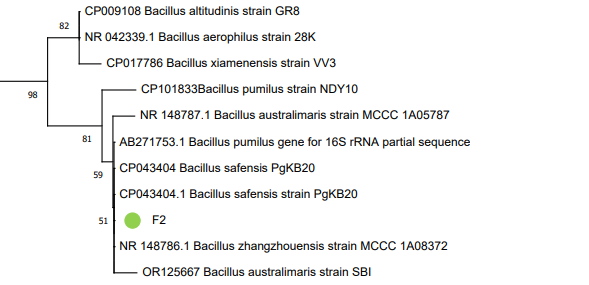 CP009108 Bacillus altitudinis strain GR8
82
NR 042339.1 Bacillus aerophilus strain 28K
CP017786 Bacillus xiamenensis strain VV3
98
CP101833Bacillus pumilus strain NDY10
NR 148787.1 Bacillus australimaris strain MCCC 1A05787
81
AB271753.1 Bacillus pumilus gene for 16S rRNA partial sequence
CP043404 Bacillus safensis PgKB20
59
CP043404.1 Bacillus safensis strain PgKB20
51
F2
NR 148786.1 Bacillus zhangzhouensis strain MCCC 1A08372
OR125667 Bacillus australimaris strain SBI